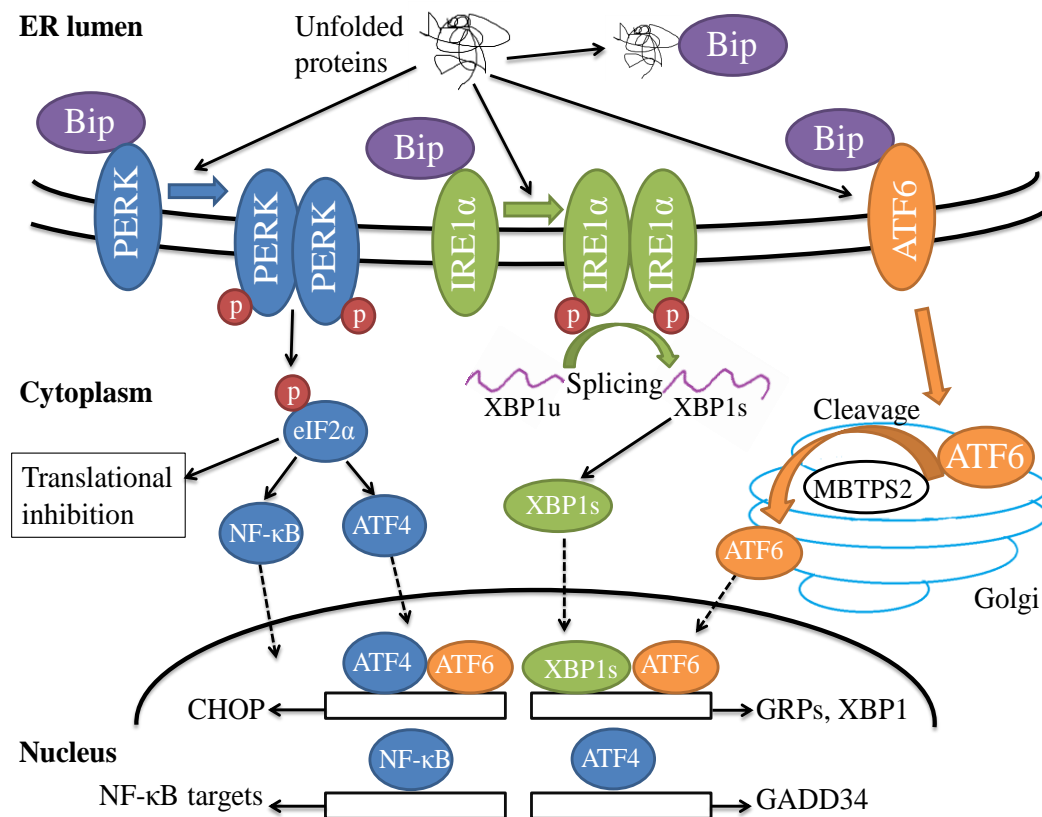 ER lumen
Unfolded
proteins
Bip
Bip
Bip
Bip
PERK
PERK
PERK
IRE1α
IRE1α
IRE1α
ATF6
p
p
p
p
Cytoplasm
p
eIF2α
XBP1u
Splicing
XBP1s
Cleavage
ATF6
MBTPS2
Translational
inhibition
NF-κB
ATF4
XBP1s
ATF6
Golgi
ATF4
ATF6
XBP1s
ATF6
CHOP
GRPs, XBP1
Nucleus
NF-κB
ATF4
NF-κB targets
GADD34